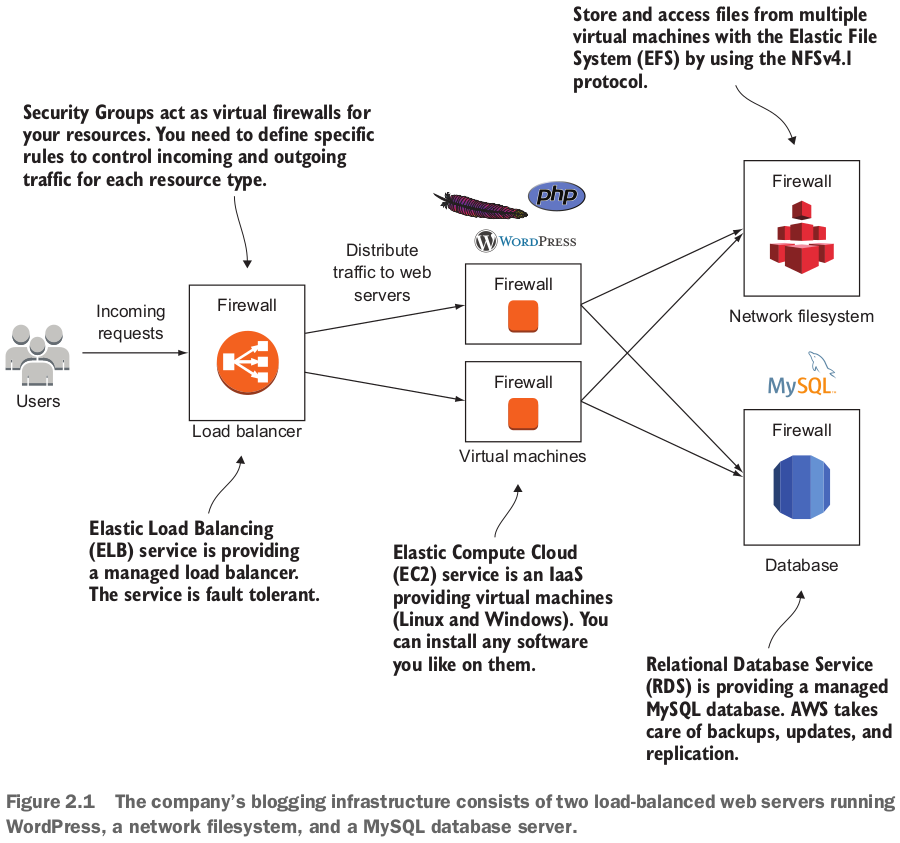 Store and access files from multiple
virtual machines with the Elastic File
System (EFS) by using the NFSv4.1
protocol.
Security Groups act as virtual firewalls for
your resources. You need to define specific
rules to control incoming and outgoing
traffic for each resource type.
php
WORDPRESS
Distribute
traffic to web
servers
Incoming
requests
Users
Firewall
Load balancer
Firewall
Firewall
Virtual machines
Firewall
Network filesystem
MySQL
Firewall
Database
Elastic Load Balancing
(ELB) service is providing
a managed load balancer.
The service is fault tolerant.
Elastic Compute Cloud
(EC2) service is an IaaS
providing virtual machines
(Linux and Windows). You
can install any software
you like on them.
Relational Database Service
(RDS) is providing a managed
MySQL database. AWS takes
care of backups, updates, and
replication.
Figure 2.1 The company’s blogging infrastructure consists of two load-balanced web servers running
WordPress, a network filesystem, and a MySQL database server.